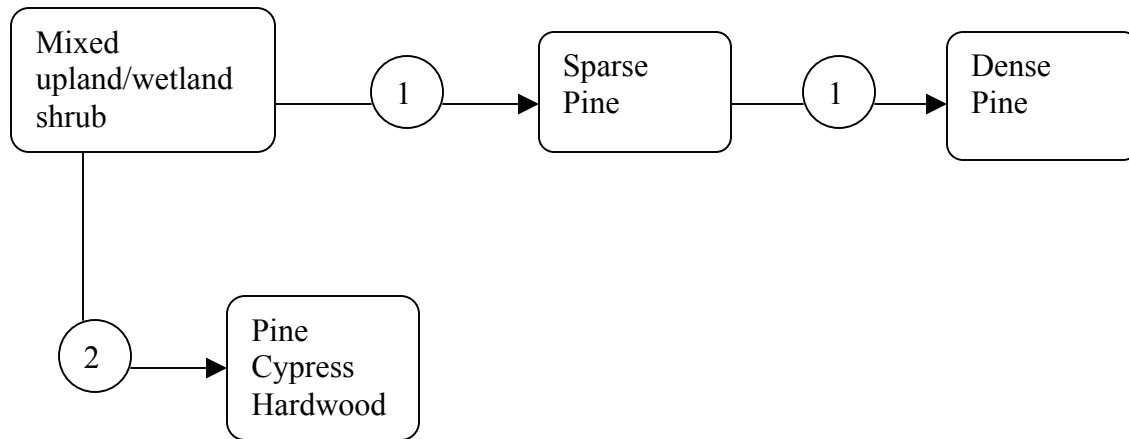 Mixed
upland/wetland
shrub
1
Sparse
Pine
1
Dense
Pine
2
Pine
Cypress
Hardwood